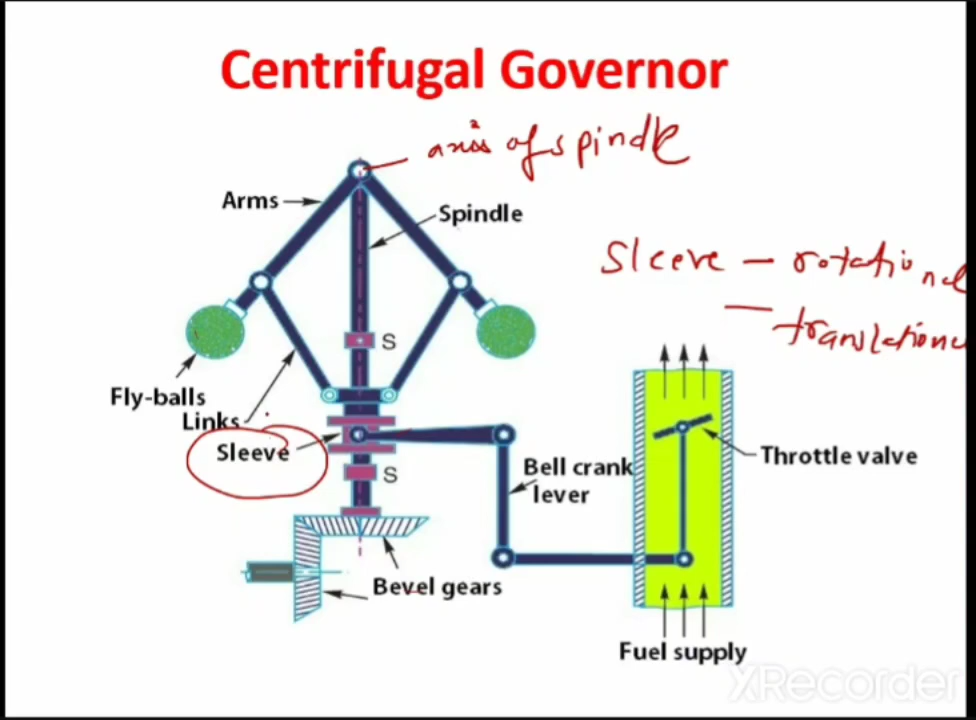 Centrifugal Governor
axis of spindle
Arms
Spindle
Sleeve – rotational
– translationa
S
Fly-balls
Links
Sleeve
S
Bell crank
lever
Throttle valve
Bevel gears
Fuel supply
XRecorder